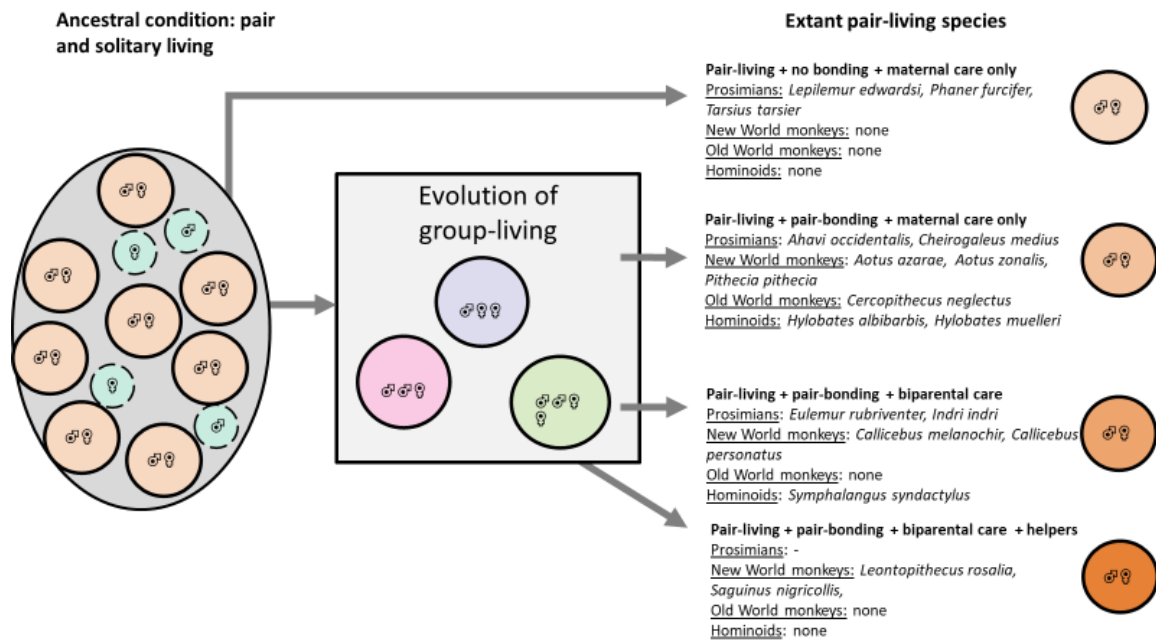 Ancestral condition: pair
and solitary living
Extant pair-living species
Pair-living + no bonding + maternal care only
Prosimians: Lepilemur edwardsi, Phaner furcifer,
Tarsius tarsier
New World monkeys: none
Old World monkeys: none
Hominoids: none
Evolution of
group-living
Pair-living + pair-bonding + maternal care only
Prosimians: Ahavi occidentalis, Cheirogaleus medius
New World monkeys: Aotus azarae, Aotus zonalis,
Pithecia pithecia
Old World monkeys: Cercopithecus neglectus
Hominoids: Hylobates albibarbis, Hylobates muelleri
Pair-living + pair-bonding + biparental care
Prosimians: Eulemur rubriventer, Indri indri
New World monkeys: Callicebus melanochir, Callicebus
personatus
Old World monkeys: none
Hominoids: Symphalangus syndactylus
Pair-living + pair-bonding + biparental care + helpers
Prosimians: -
New World monkeys: Leontopithecus rosalia,
Saguinus nigricollis,
Old World monkeys: none
Hominoids: none